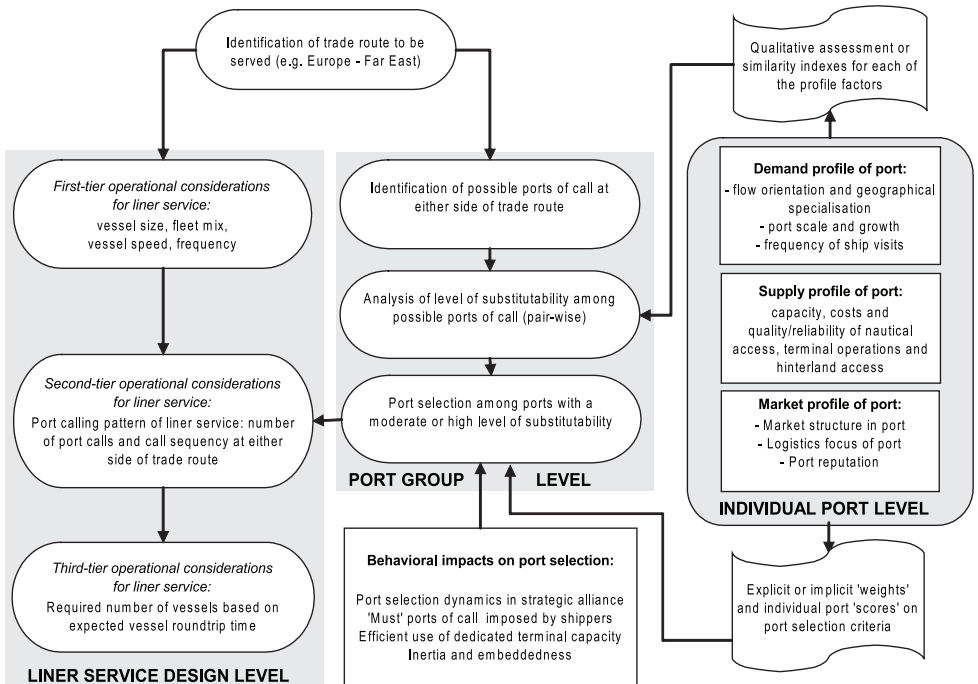 Identification of trade route to be
served (e.g. Europe - Far East)
Qualitative assessment or
similarity indexes for each of
the profile factors
First-tier operational considerations
for liner service:
vessel size, fleet mix,
vessel speed, frequency
Second-tier operational considerations
for liner service:
Port calling pattern of liner service: number
of port calls and call sequency at either
side of trade route
Third-tier operational considerations
for liner service:
Required number of vessels based on
expected vessel roundtrip time
LINER SERVICE DESIGN LEVEL
Identification of possible ports of call at
either side of trade route
Analysis of level of substitutability among
possible ports of call (pair-wise)
Port selection among ports with a
moderate or high level of substitutability
PORT GROUP LEVEL
Behavioral impacts on port selection:
Port selection dynamics in strategic alliance
'Must' ports of call imposed by shippers
Efficient use of dedicated terminal capacity
Inertia and embeddedness
Demand profile of port:
- flow orientation and geographical
specialisation
- port scale and growth
- frequency of ship visits
Supply profile of port:
capacity, costs and
quality/reliability of nautical
access, terminal operations and
hinterland access
Market profile of port:
- Market structure in port
- Logistics focus of port
- Port reputation
INDIVIDUAL PORT LEVEL
Explicit or implicit 'weights'
and individual port 'scores' on
port selection criteria